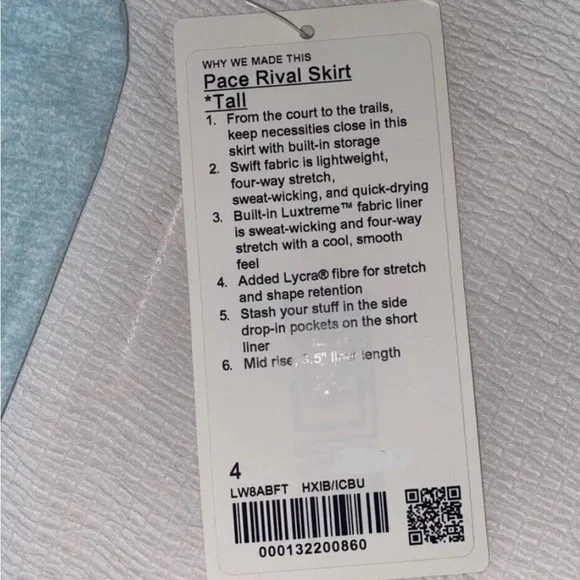 WHY WE MADE THIS
Pace Rival Skirt
*Tall
1. From the court to the trails,
keep necessities close in this
skirt with built-in storage
2. Swift fabric is lightweight,
four-way stretch,
sweat-wicking, and quick-drying
3. Built-in Luxtreme™ fabric liner
is sweat-wicking and four-way
stretch with a cool, smooth
feel
4. Added Lycra® fibre for stretch
and shape retention
5. Stash your stuff in the side
drop-in pockets on the short
liner
6. Mid rise, 3.5" liner length
4
LW8ABFT HXIB/ICBU
000132200860